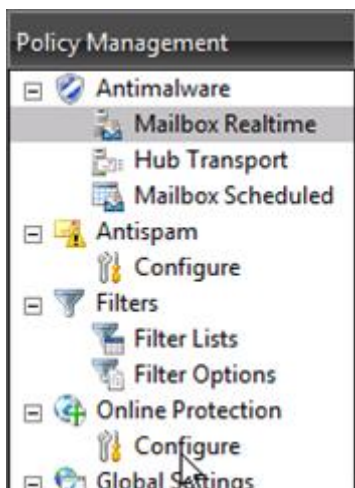 Policy Management
Antimalware
Mailbox Realtime
Hub Transport
Mailbox Scheduled
Antispam
Configure
Filters
Filter Lists
Filter Options
Online Protection
Configure
Global Settings